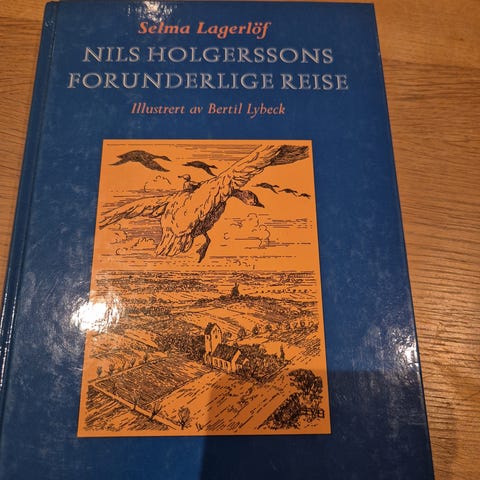 Selma Lagerlöf
NILS HOLGERSSONS
FORUNDERLIGE REISE
Illustrert av Bertil Lybeck